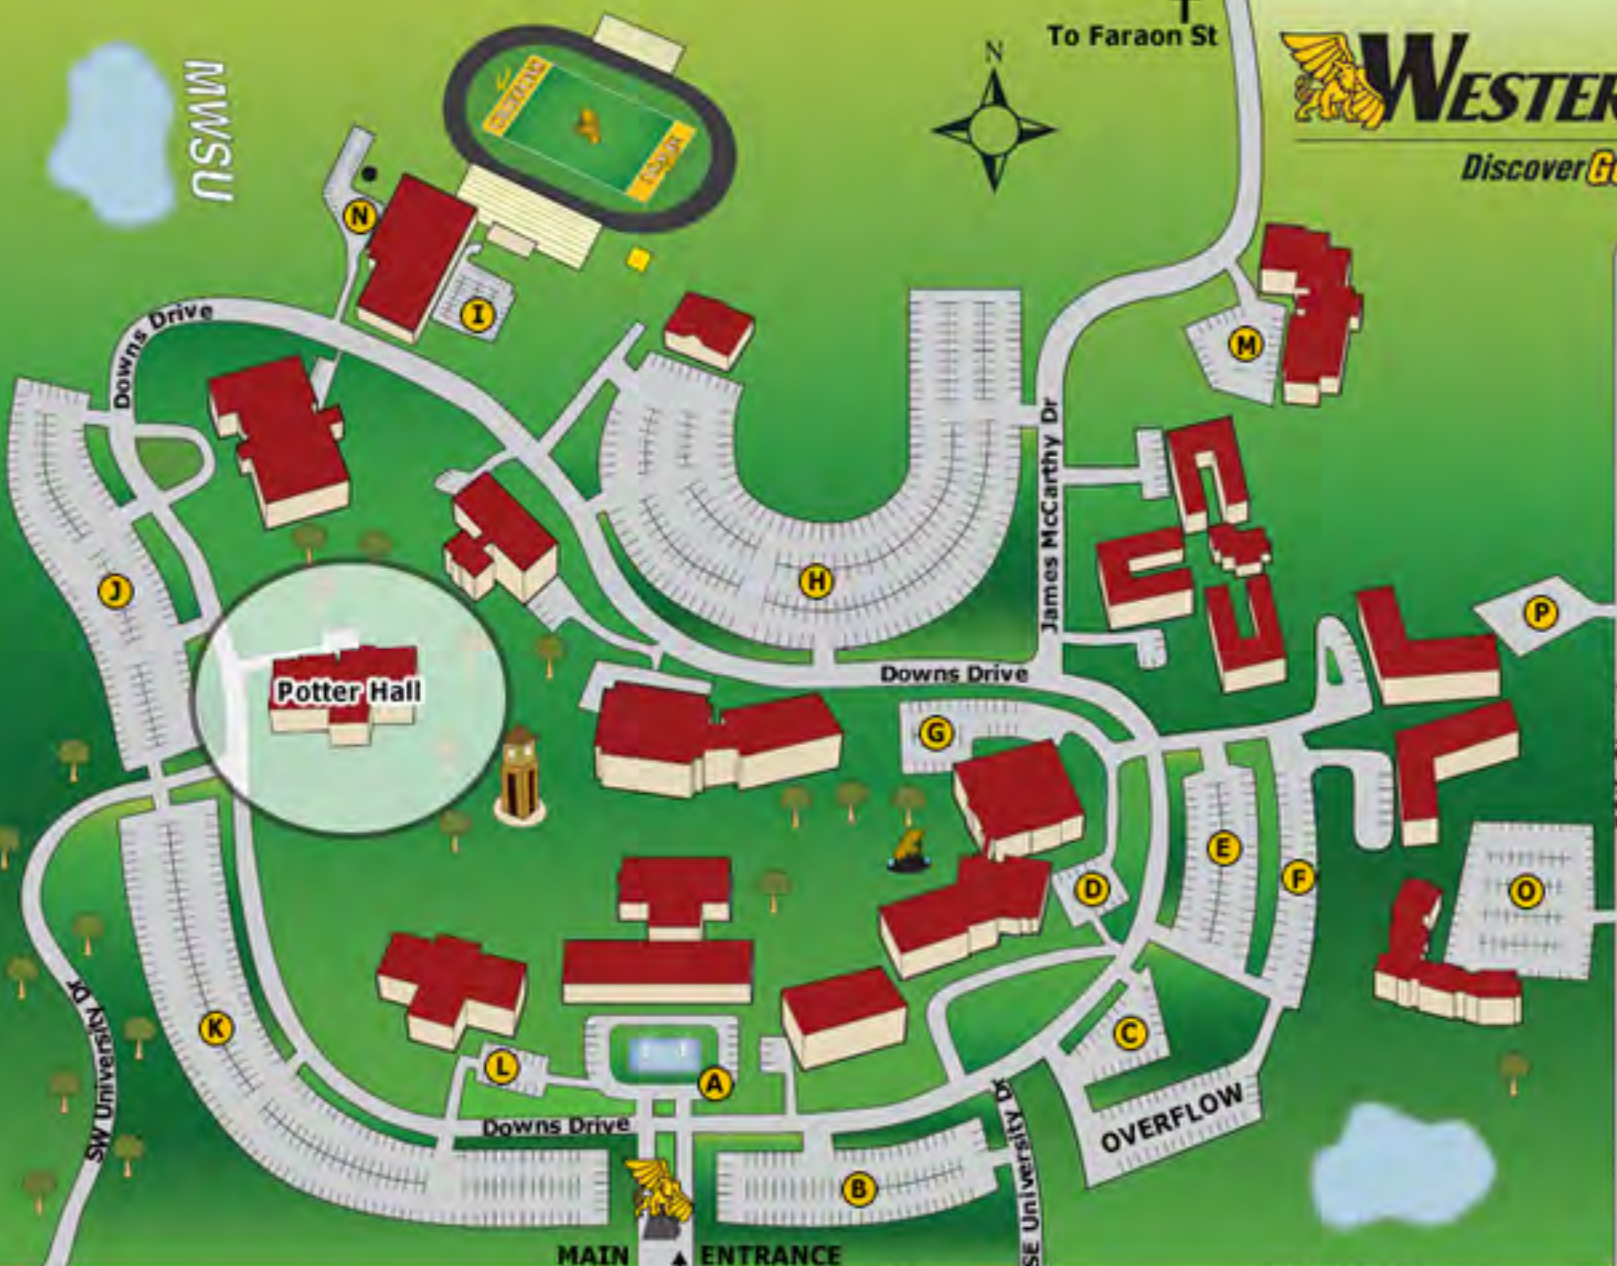 To Faraon St
N
WESTER
Discover Go
MWSU
N
I
M
Downs Drive
James McCarthy Dr
J
H
P
Potter Hall
Downs Drive
G
E
F
D
O
K
C
L
A
SW University Dr
Downs Drive
OVERFLOW
SE University Dr
B
MAIN ENTRANCE